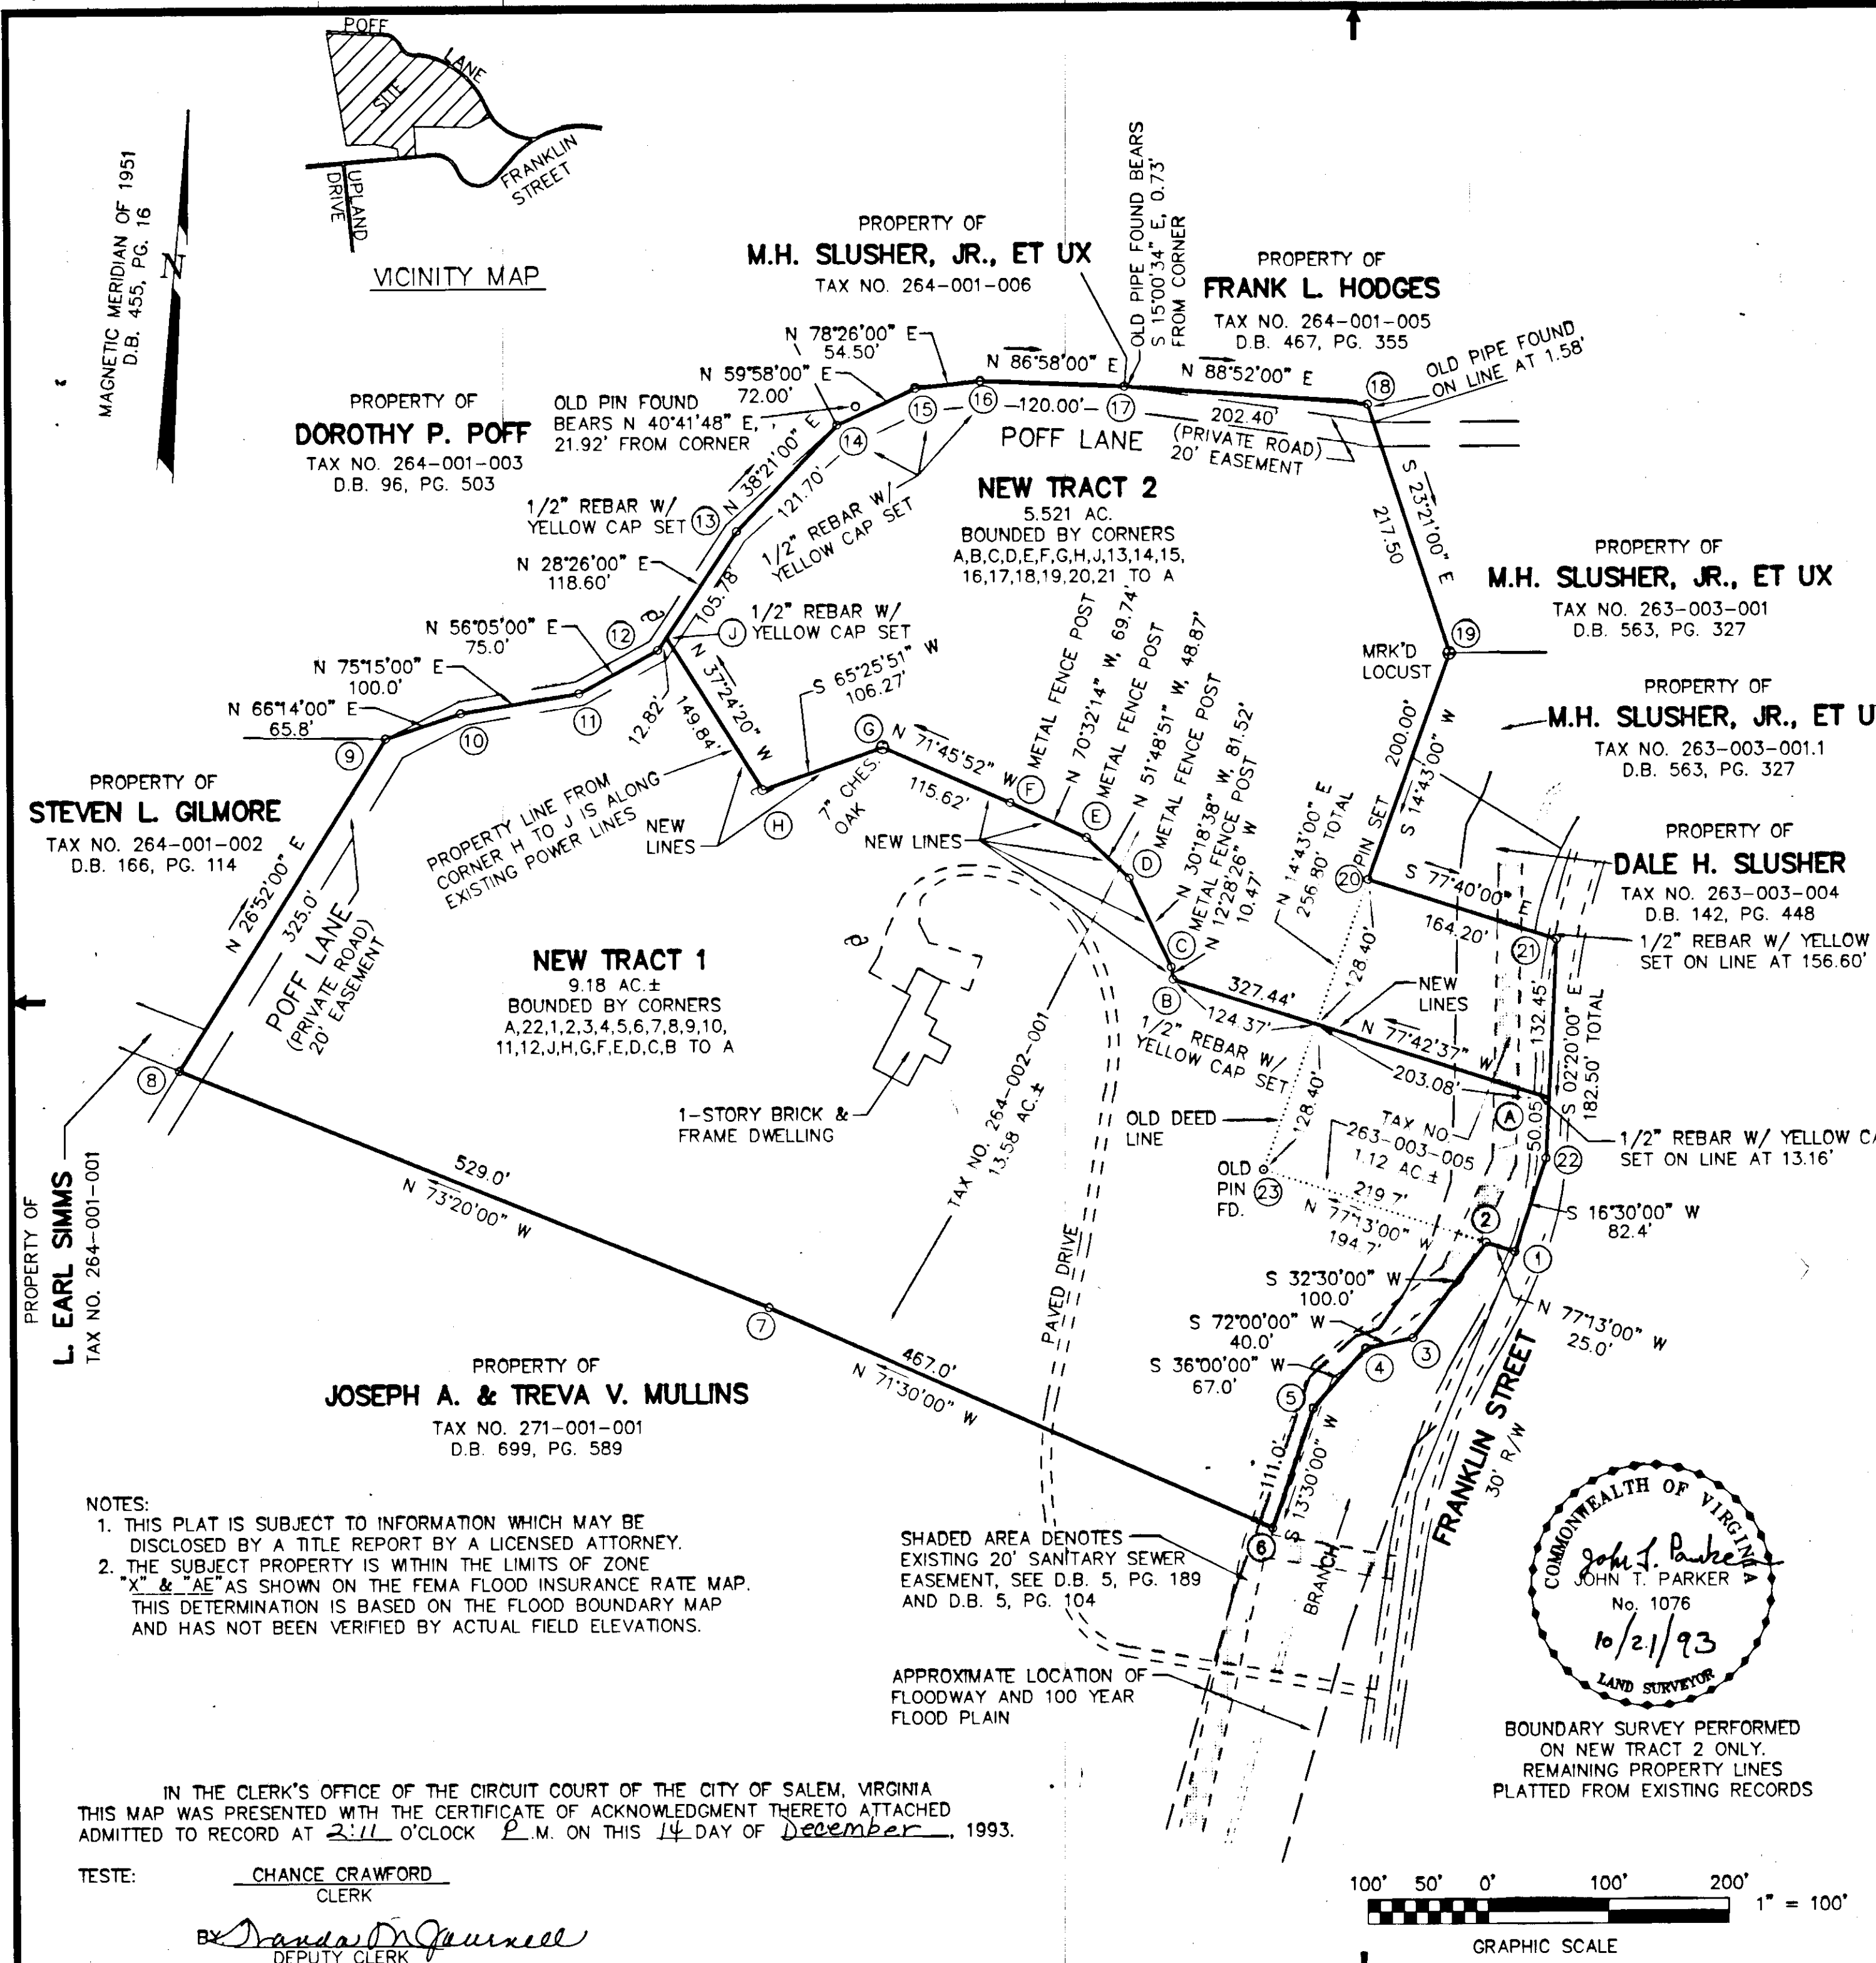 POFF
LANE
SITE
FRANKLIN
STREET
UPLAND
DRIVE
VICINITY MAP
MAGNETIC MERIDIAN OF 1951
D.B. 455, PG. 16
N
PROPERTY OF
M.H. SLUSHER, JR., ET UX
TAX NO. 264-001-006
OLD PIPE FOUND BEARS
S 15°00'34" E, 0.73'
FROM CORNER
PROPERTY OF
FRANK L. HODGES
TAX NO. 264-001-005
D.B. 467, PG. 355
OLD PIPE FOUND
ON LINE AT 1.58'
N 78°26'00" E
54.50'
N 59°58'00" E
72.00'
N 86°58'00" E
120.00'
N 88°52'00" E
202.40'
14
15
16
17
18
POFF LANE
(PRIVATE ROAD)
20' EASEMENT
PROPERTY OF
DOROTHY P. POFF
TAX NO. 264-001-003
D.B. 96, PG. 503
OLD PIN FOUND
BEARS N 40°41'48" E,
21.92' FROM CORNER
N 38°21'00" E
121.70'
1/2" REBAR W/
YELLOW CAP SET
13
1/2" REBAR W/
YELLOW CAP SET
NEW TRACT 2
5.521 AC.
BOUNDED BY CORNERS
A,B,C,D,E,F,G,H,J,13,14,15,
16,17,18,19,20,21 TO A
S 23°21'00" E
217.50
PROPERTY OF
M.H. SLUSHER, JR., ET UX
TAX NO. 263-003-001
D.B. 563, PG. 327
19
MRK'D
LOCUST
PROPERTY OF
M.H. SLUSHER, JR., ET U
TAX NO. 263-003-001.1
D.B. 563, PG. 327
N 28°26'00" E
118.60'
105.78'
J
1/2" REBAR W/
YELLOW CAP SET
N 56°05'00" E
75.0'
12
N 75°15'00" E
100.0'
N 66°14'00" E
65.8'
9
10
11
12.82'
N 37°24'20" W
149.84'
S 65°25'51" W
106.27'
G
H
7" CHES.
OAK
N 71°45'52" W
115.62'
F
METAL FENCE POST
N 70°32'14" W, 69.74'
E
METAL FENCE POST
N 51°48'51" W, 48.87'
D
METAL FENCE POST
N 30°18'38" W, 81.52'
C
METAL FENCE POST
N 12°28'26" W
10.47'
N 14°43'00" E
256.80' TOTAL
20
PIN SET
S 14°43'00" W
200.00'
S 77°40'00" E
164.20'
PROPERTY OF
DALE H. SLUSHER
TAX NO. 263-003-004
D.B. 142, PG. 448
1/2" REBAR W/ YELLOW
SET ON LINE AT 156.60'
21
PROPERTY OF
STEVEN L. GILMORE
TAX NO. 264-001-002
D.B. 166, PG. 114
N 26°52'00" E
325.0'
POFF LANE
(PRIVATE ROAD)
20' EASEMENT
PROPERTY LINE FROM
CORNER H TO J IS ALONG
EXISTING POWER LINES
NEW
LINES
NEW LINES
NEW TRACT 1
9.18 AC.±
BOUNDED BY CORNERS
A,22,1,2,3,4,5,6,7,8,9,10,
11,12,J,H,G,F,E,D,C,B TO A
1-STORY BRICK &
FRAME DWELLING
TAX NO. 264-002-001
13.58 AC.±
B
1/2" REBAR W/
YELLOW CAP SET
327.44'
124.37'
128.40'
NEW
LINES
N 77°42'37" W
203.08'
132.45'
S 02°20'00" E
182.50' TOTAL
A
50.05'
1/2" REBAR W/ YELLOW CA
SET ON LINE AT 13.16'
22
OLD DEED
LINE
128.40'
TAX NO.
263-003-005
1.12 AC.±
OLD
PIN
FD.
23
219.7'
N 77°13'00" W
194.7'
2
S 16°30'00" W
82.4'
1
N 77°13'00" W
25.0'
S 32°30'00" W
100.0'
S 72°00'00" W
40.0'
S 36°00'00" W
67.0'
3
4
5
111.0'
S 13°30'00" W
6
8
529.0'
N 73°20'00" W
7
467.0'
N 71°30'00" W
PAVED DRIVE
BRANCH
FRANKLIN STREET
30' R/W
PROPERTY OF
L. EARL SIMMS
TAX NO. 264-001-001
PROPERTY OF
JOSEPH A. & TREVA V. MULLINS
TAX NO. 271-001-001
D.B. 699, PG. 589
NOTES:
1. THIS PLAT IS SUBJECT TO INFORMATION WHICH MAY BE
DISCLOSED BY A TITLE REPORT BY A LICENSED ATTORNEY.
2. THE SUBJECT PROPERTY IS WITHIN THE LIMITS OF ZONE
"X" & "AE" AS SHOWN ON THE FEMA FLOOD INSURANCE RATE MAP.
THIS DETERMINATION IS BASED ON THE FLOOD BOUNDARY MAP
AND HAS NOT BEEN VERIFIED BY ACTUAL FIELD ELEVATIONS.
SHADED AREA DENOTES
EXISTING 20' SANITARY SEWER
EASEMENT, SEE D.B. 5, PG. 189
AND D.B. 5, PG. 104
APPROXIMATE LOCATION OF
FLOODWAY AND 100 YEAR
FLOOD PLAIN
COMMONWEALTH OF VIRGINIA
John T. Parker
JOHN T. PARKER
No. 1076
10/21/93
LAND SURVEYOR
BOUNDARY SURVEY PERFORMED
ON NEW TRACT 2 ONLY.
REMAINING PROPERTY LINES
PLATTED FROM EXISTING RECORDS
IN THE CLERK'S OFFICE OF THE CIRCUIT COURT OF THE CITY OF SALEM, VIRGINIA
THIS MAP WAS PRESENTED WITH THE CERTIFICATE OF ACKNOWLEDGMENT THERETO ATTACHED
ADMITTED TO RECORD AT 2:11 O'CLOCK P.M. ON THIS 14 DAY OF December, 1993.
TESTE:
CHANCE CRAWFORD
CLERK
BY
DEPUTY CLERK
100' 50' 0' 100' 200'
1" = 100'
GRAPHIC SCALE